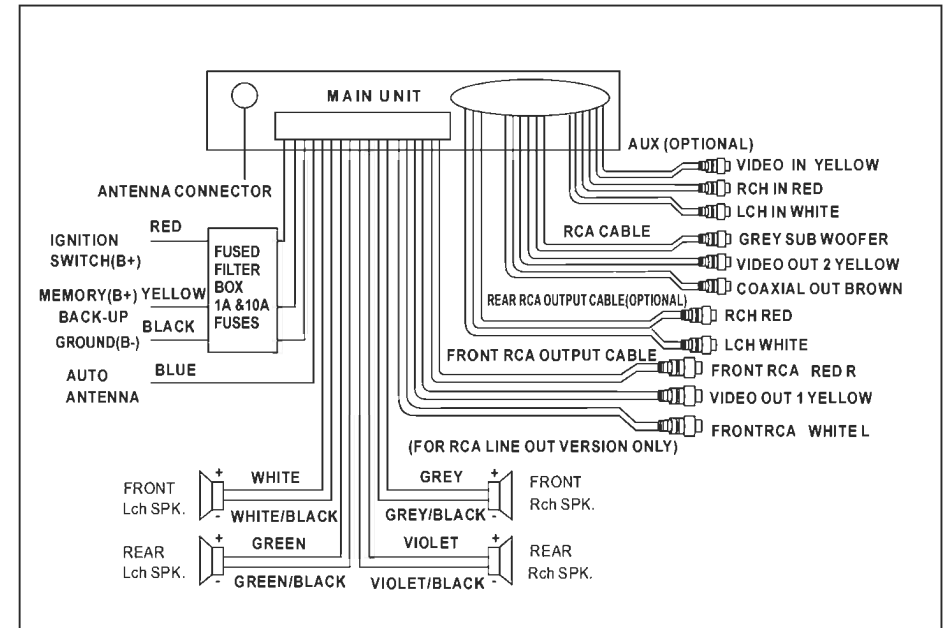 MAIN UNIT
AUX (OPTIONAL)
VIDEO IN YELLOW
RCH IN RED
LCH IN WHITE
ANTENNA CONNECTOR
RCA CABLE
GREY SUB WOOFER
VIDEO OUT 2 YELLOW
COAXIAL OUT BROWN
RED
IGNITION
SWITCH(B+)
FUSED
FILTER
BOX
1A &10A
FUSES
MEMORY(B+) YELLOW
BACK-UP
BLACK
GROUND(B-)
REAR RCA OUTPUT CABLE(OPTIONAL)
RCH RED
LCH WHITE
BLUE
AUTO
ANTENNA
FRONT RCA OUTPUT CABLE
FRONT RCA RED R
VIDEO OUT 1 YELLOW
FRONTRCA WHITE L
(FOR RCA LINE OUT VERSION ONLY)
FRONT
Lch SPK.
+
-
WHITE
WHITE/BLACK
GREY
GREY/BLACK
+
-
FRONT
Rch SPK.
REAR
Lch SPK.
+
-
GREEN
GREEN/BLACK
VIOLET
VIOLET/BLACK
+
-
REAR
Rch SPK.